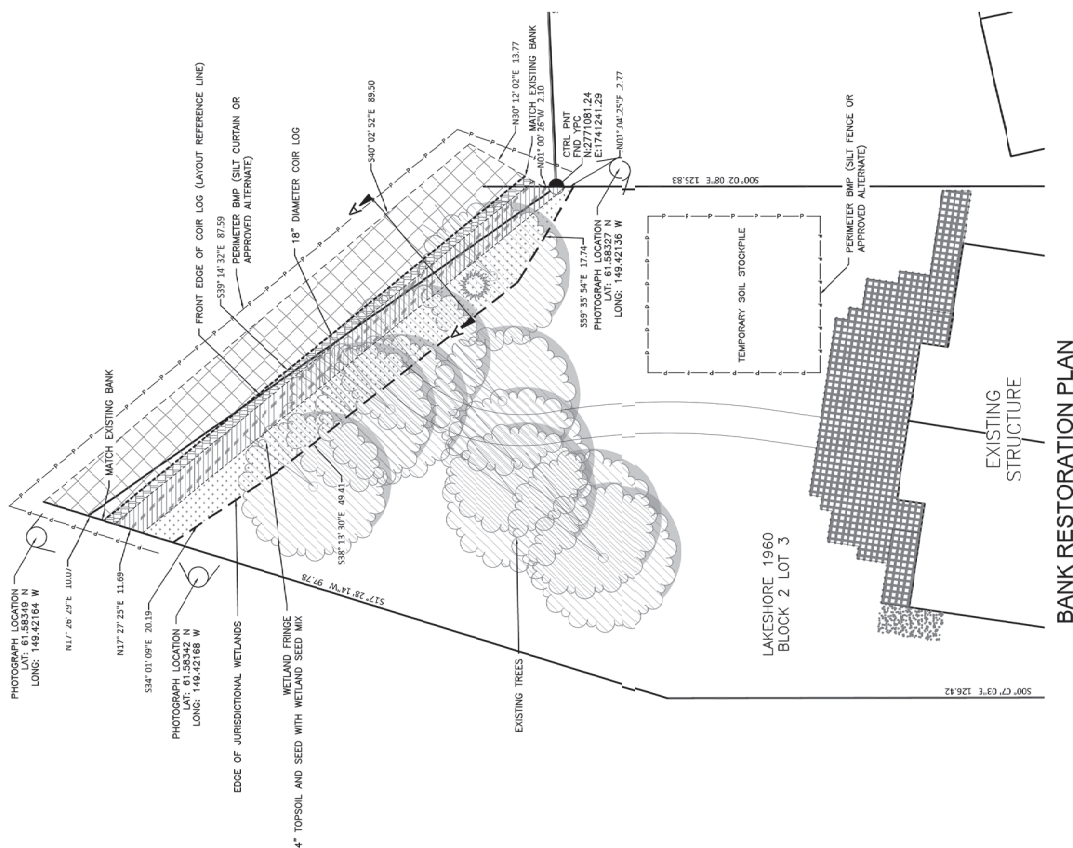 PHOTOGRAPH LOCATION
LAT: 61.58349 N
LONG: 149.42164 W
N17° 27' 25"E 11.69
S34° 01' 09"E 20.19
PHOTOGRAPH LOCATION
LAT: 61.58342 N
LONG: 149.42168 W
EDGE OF JURISDICTIONAL WETLANDS
WETLAND FRINGE
4" TOPSOIL AND SEED WITH WETLAND SEED MIX
MATCH EXISTING BANK
FRONT EDGE OF COIR LOG (LAYOUT REFERENCE LINE)
S39° 14' 32"E 87.59
PERIMETER BMP (SILT CURTAIN OR
APPROVED ALTERNATE)
18" DIAMETER COIR LOG
S40° 02' 52"E 89.50
N30° 12' 02"E 13.77
MATCH EXISTING BANK
N01° 00' 26"W 2.10
CTRL PNT
FND YPC
N:2771081.24
E:1741241.29
N01° 04' 25"E
A
A
S38° 13' 30"E 49.41
S59° 35' 54"E 17.74
PHOTOGRAPH LOCATION
LAT: 61.58327 N
LONG: 149.42136 W
S00° 02' 08"E 125.83
S17° 28' 14"W 97.78
EXISTING TREES
TEMPORARY SOIL STOCKPILE
PERIMETER BMP (SILT FENCE OR
APPROVED ALTERNATE)
LAKESHORE 1960
BLOCK 2 LOT 3
EXISTING
STRUCTURE
126.42
BANK RESTORATION PLAN